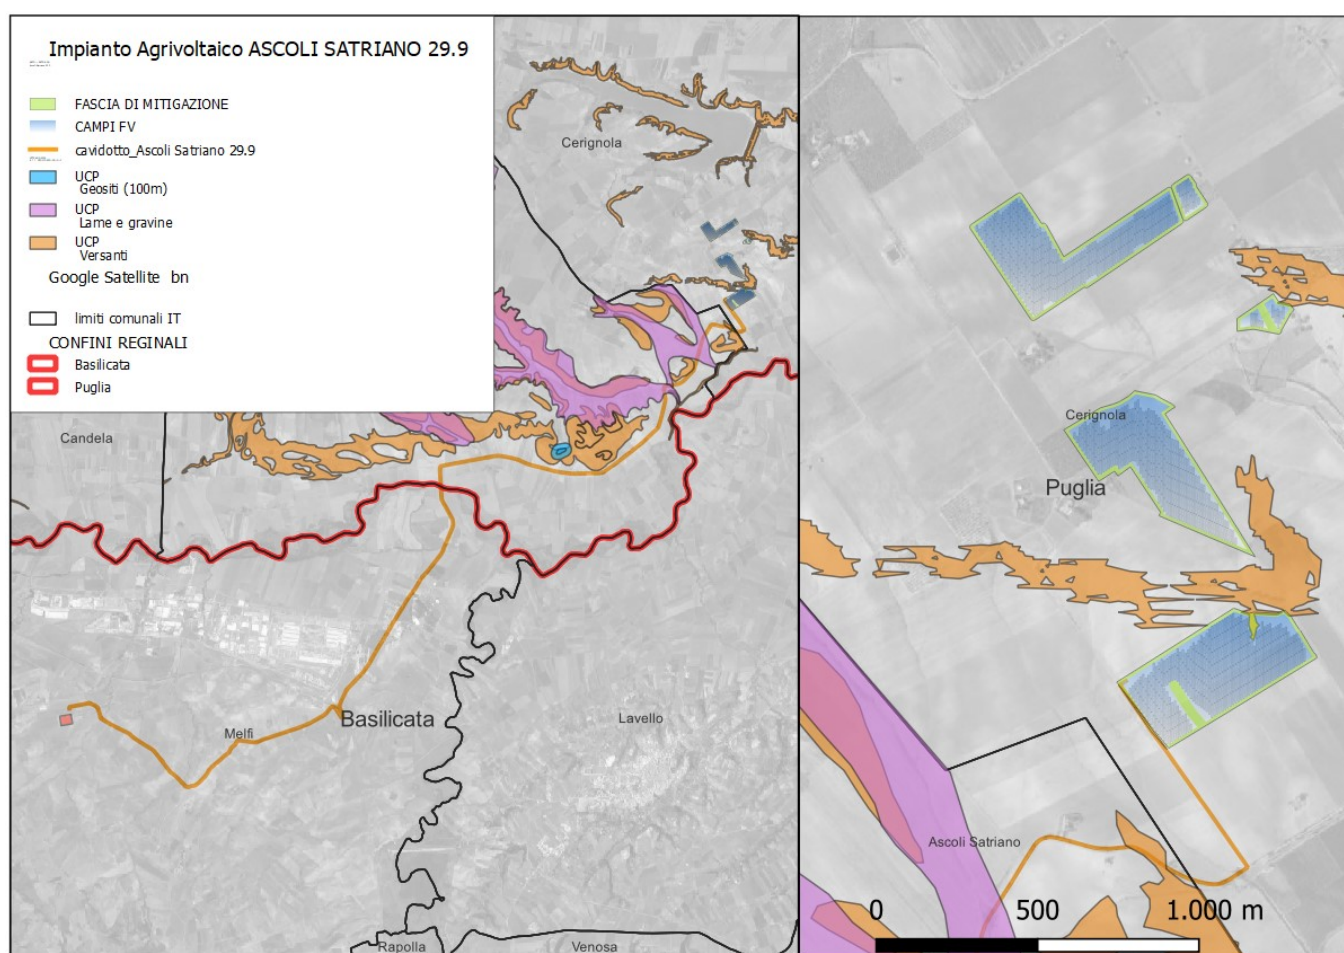 Impianto Agrivoltaico ASCOLI SATRIANO 29.9
FASCIA DI MITIGAZIONE
CAMPI FV
cavidotto_Ascoli Satriano 29.9
UCP
Geositi (100m)
UCP
Lame e gravine
UCP
Versanti
Google Satellite bn
limiti comunali IT
CONFINI REGINALI
Basilicata
Puglia
Cerignola
Candela
Melfi
Basilicata
Lavello
Rapolla
Venosa
Cerignola
Puglia
Ascoli Satriano
0 500 1.000 m